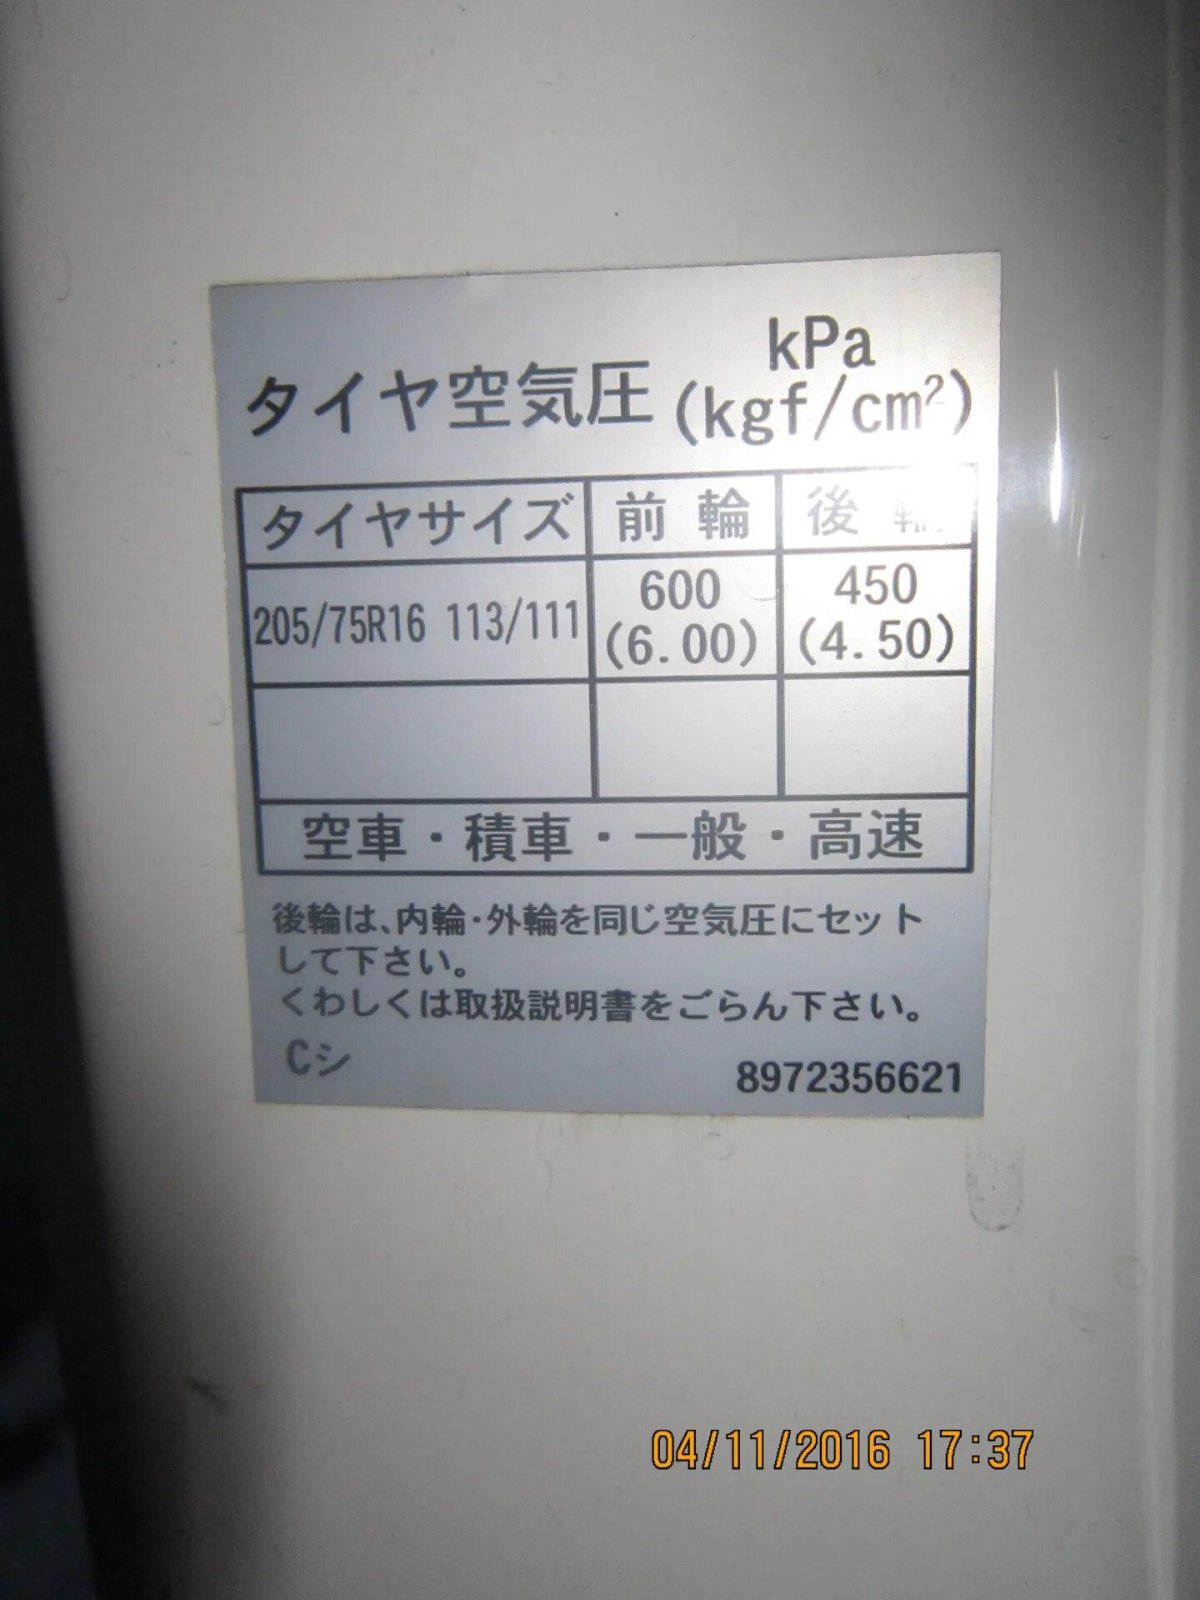 タイヤ空気圧 kPa
(kgf/cm²)
タイヤサイズ 前輪 後輪
205/75R16 113/111 600 450
(6.00) (4.50)
空車・積車・一般・高速
後輪は、内輪・外輪を同じ空気圧にセット
して下さい。
くわしくは取扱説明書をごらん下さい。
Cシ 8972356621
04/11/2016 17:37